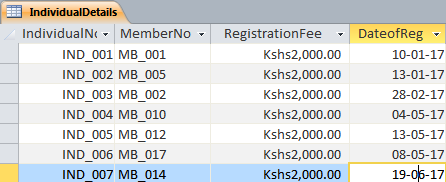 IndividualDetails
IndividualNo MemberNo RegistrationFee DateofReg
IND_001 MB_001 Kshs2,000.00 10-01-17
IND_002 MB_005 Kshs2,000.00 13-01-17
IND_003 MB_002 Kshs2,000.00 28-02-17
IND_004 MB_010 Kshs2,000.00 04-05-17
IND_005 MB_012 Kshs2,000.00 13-05-17
IND_006 MB_017 Kshs2,000.00 08-05-17
IND_007 MB_014 Kshs2,000.00 19-06-17